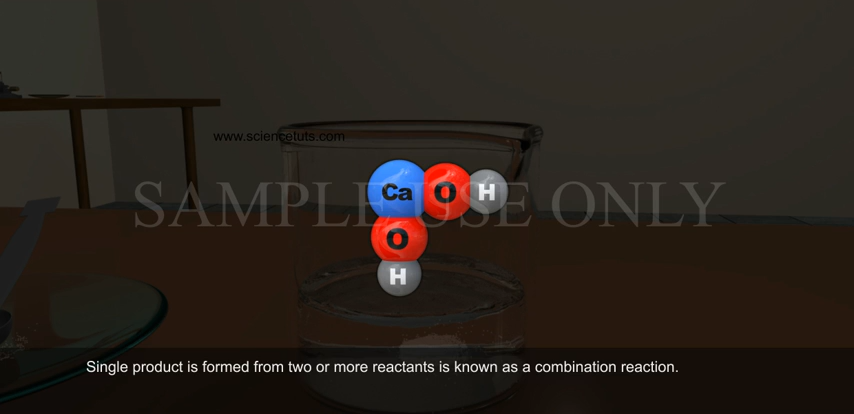 www.sciencetuts.com
SAMPLE USE ONLY
Ca O H
O
H
Single product is formed from two or more reactants is known as a combination reaction.